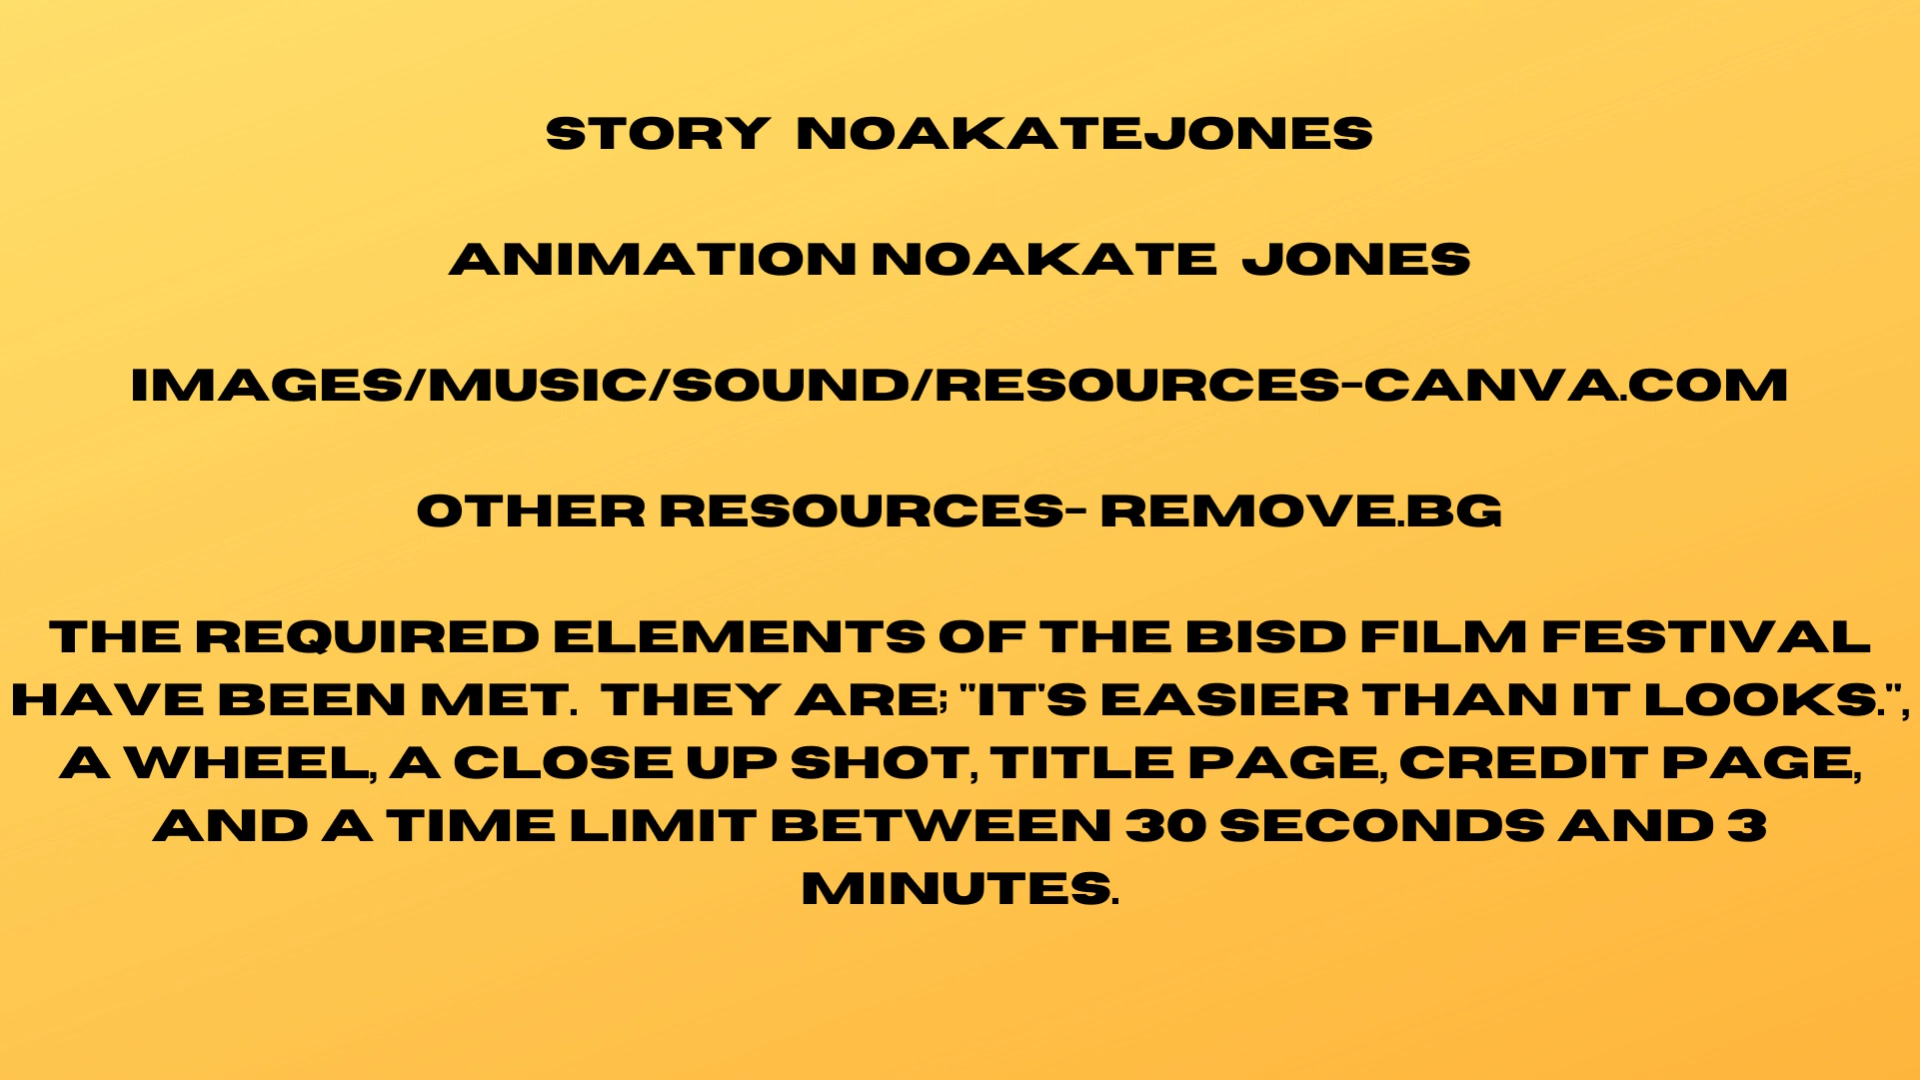 STORY  NOAKATEJONES
ANIMATION NOAKATE  JONES
IMAGES/MUSIC/SOUND/RESOURCES-CANVA.COM
OTHER RESOURCES- REMOVE.BG
THE REQUIRED ELEMENTS OF THE BISD FILM FESTIVAL
HAVE BEEN MET.  THEY ARE; "IT'S EASIER THAN IT LOOKS.",
A WHEEL, A CLOSE UP SHOT, TITLE PAGE, CREDIT PAGE,
AND A TIME LIMIT BETWEEN 30 SECONDS AND 3
MINUTES.